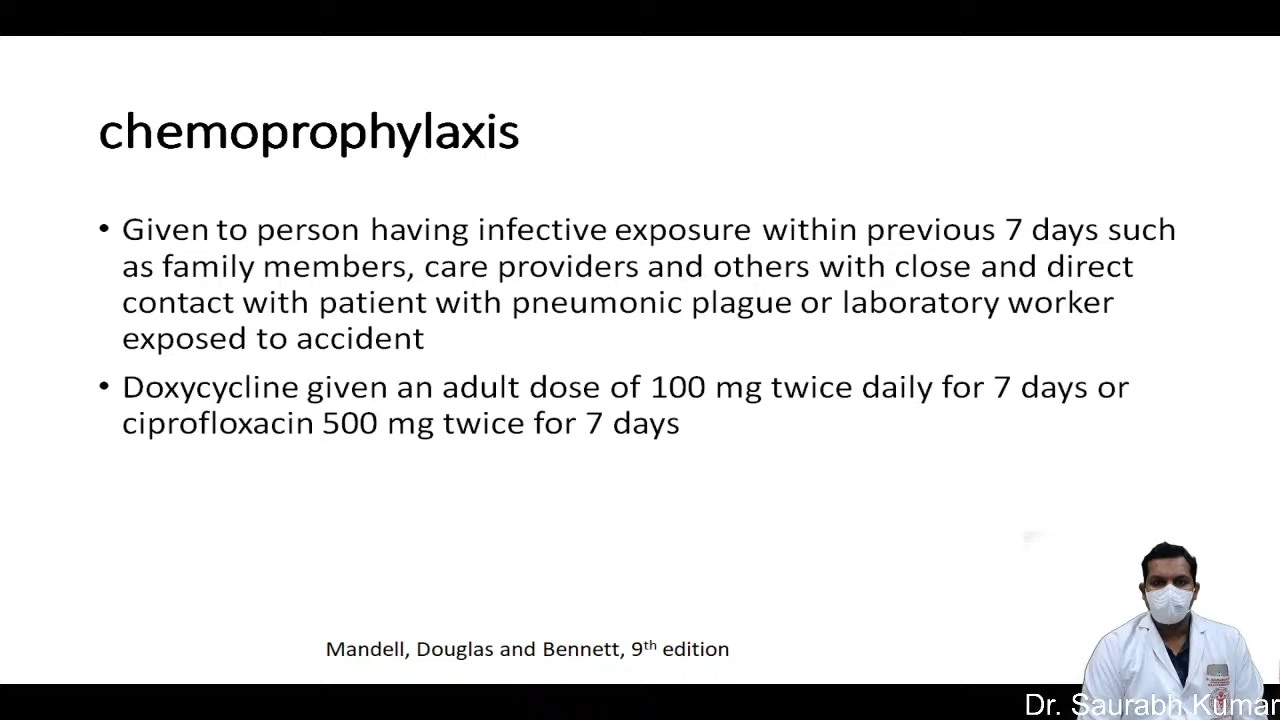 chemoprophylaxis
• Given to person having infective exposure within previous 7 days such
as family members, care providers and others with close and direct
contact with patient with pneumonic plague or laboratory worker
exposed to accident
• Doxycycline given an adult dose of 100 mg twice daily for 7 days or
ciprofloxacin 500 mg twice for 7 days
Mandell, Douglas and Bennett, 9th edition
Dr. Saurabh Kumar